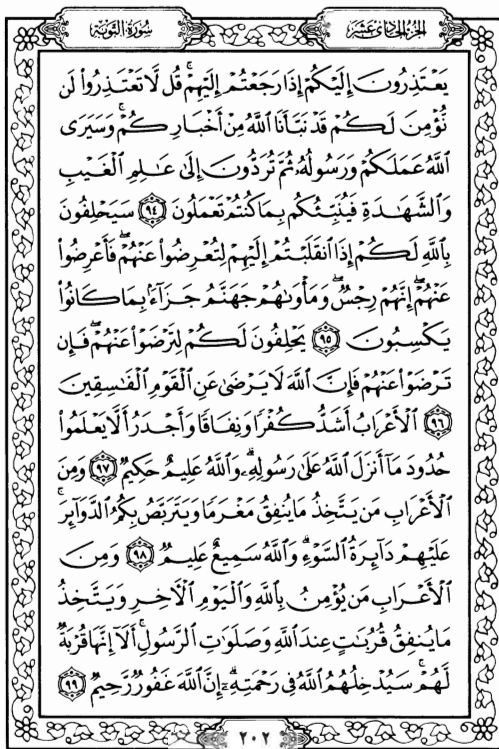 الجزء الحادي عشر
سورة التوبة
يَعْتَذِرُونَ إِلَيْكُمْ إِذَا رَجَعْتُمْ إِلَيْهِمْ ۚ قُل لَّا تَعْتَذِرُوا۟ لَن
نُّؤْمِنَ لَكُمْ قَدْ نَبَّأَنَا ٱللَّهُ مِنْ أَخْبَارِكُمْ ۚ وَسَيَرَى
ٱللَّهُ عَمَلَكُمْ وَرَسُولُهُۥ ثُمَّ تُرَدُّونَ إِلَىٰ عَـٰلِمِ ٱلْغَيْبِ
وَٱلشَّهَـٰدَةِ فَيُنَبِّئُكُم بِمَا كُنتُمْ تَعْمَلُونَ ٩٤ سَيَحْلِفُونَ
بِٱللَّهِ لَكُمْ إِذَا ٱنقَلَبْتُمْ إِلَيْهِمْ لِتُعْرِضُوا۟ عَنْهُمْ ۖ فَأَعْرِضُوا۟
عَنْهُمْ ۖ إِنَّهُمْ رِجْسٌ ۖ وَمَأْوَىٰهُمْ جَهَنَّمُ جَزَآءًۢ بِمَا كَانُوا۟
يَكْسِبُونَ ٩٥ يَحْلِفُونَ لَكُمْ لِتَرْضَوْا۟ عَنْهُمْ ۖ فَإِن
تَرْضَوْا۟ عَنْهُمْ فَإِنَّ ٱللَّهَ لَا يَرْضَىٰ عَنِ ٱلْقَوْمِ ٱلْفَـٰسِقِينَ
٩٦ ٱلْأَعْرَابُ أَشَدُّ كُفْرًا وَنِفَاقًا وَأَجْدَرُ أَلَّا يَعْلَمُوا۟
حُدُودَ مَآ أَنزَلَ ٱللَّهُ عَلَىٰ رَسُولِهِۦ ۗ وَٱللَّهُ عَلِيمٌ حَكِيمٌ ٩٧ وَمِنَ
ٱلْأَعْرَابِ مَن يَتَّخِذُ مَا يُنفِقُ مَغْرَمًا وَيَتَرَبَّصُ بِكُمُ ٱلدَّوَآئِرَ ۚ
عَلَيْهِمْ دَآئِرَةُ ٱلسَّوْءِ ۗ وَٱللَّهُ سَمِيعٌ عَلِيمٌ ٩٨ وَمِنَ
ٱلْأَعْرَابِ مَن يُؤْمِنُ بِٱللَّهِ وَٱلْيَوْمِ ٱلْـَٔاخِرِ وَيَتَّخِذُ
مَا يُنفِقُ قُرُبَـٰتٍ عِندَ ٱللَّهِ وَصَلَوَٰتِ ٱلرَّسُولِ ۚ أَلَآ إِنَّهَا قُرْبَةٌ
لَّهُمْ ۚ سَيُدْخِلُهُمُ ٱللَّهُ فِى رَحْمَتِهِۦٓ ۗ إِنَّ ٱللَّهَ غَفُورٌ رَّحِيمٌ ٩٩
٢٠٢